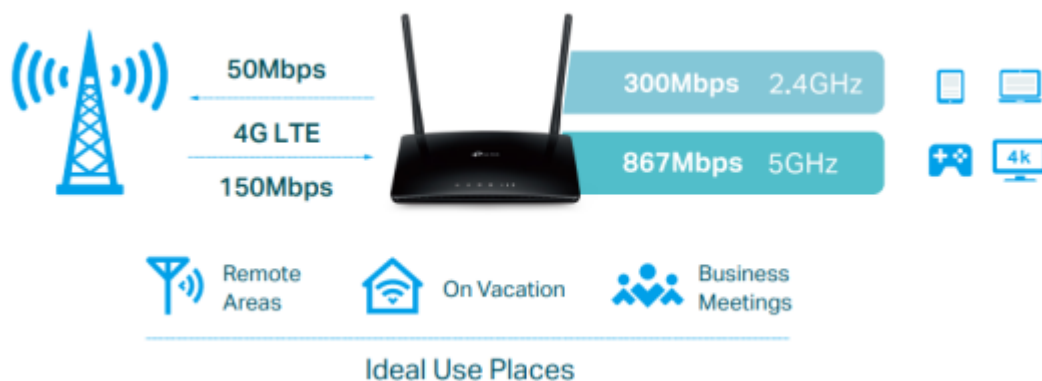 50Mbps
4G LTE
150Mbps
300Mbps 2.4GHz
867Mbps 5GHz
4k
Remote
Areas
On Vacation
Business
Meetings
Ideal Use Places